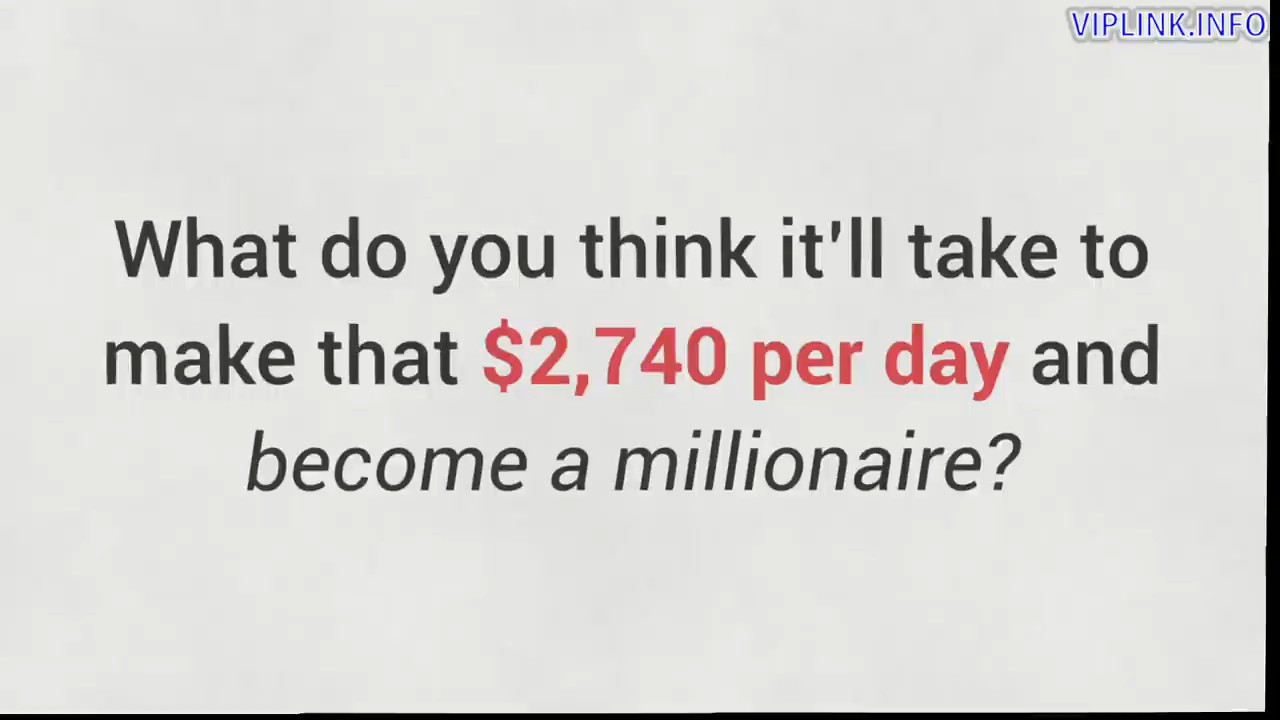 VIPLINK.INFO
What do you think it'll take to
make that $2,740 per day and
become a millionaire?